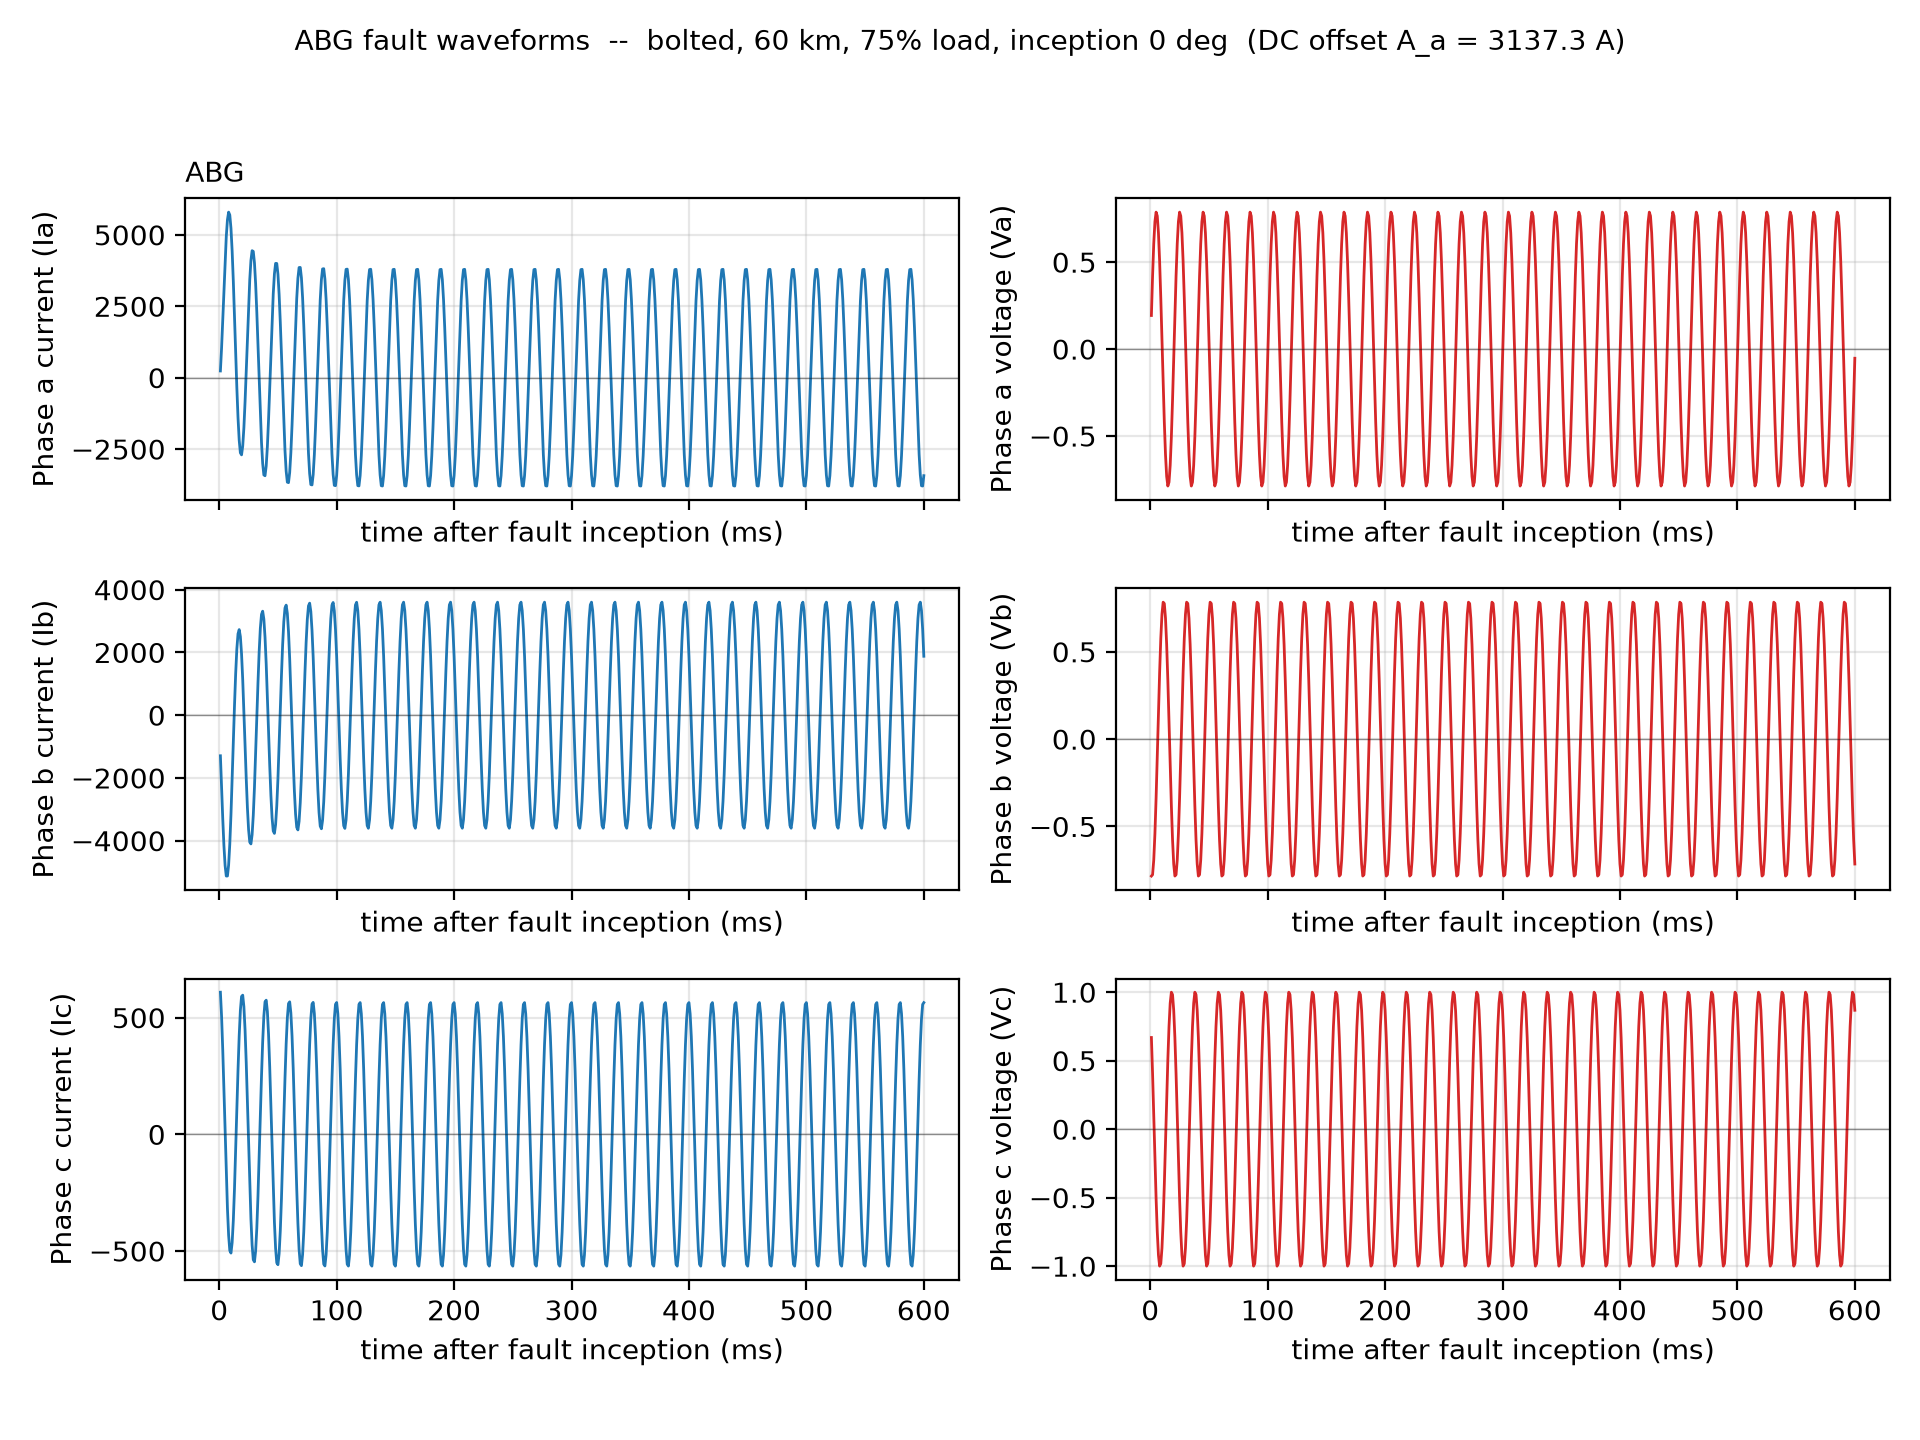 ABG fault waveforms  --  bolted, 60 km, 75% load, inception 0 deg  (DC offset A_a = 3137.3 A)
ABG
Phase a current (Ia)
5000
2500
0
−2500
time after fault inception (ms)
Phase a voltage (Va)
0.5
0.0
−0.5
time after fault inception (ms)
Phase b current (Ib)
4000
2000
0
−2000
−4000
time after fault inception (ms)
Phase b voltage (Vb)
0.5
0.0
−0.5
time after fault inception (ms)
Phase c current (Ic)
500
0
−500
0 100 200 300 400 500 600
time after fault inception (ms)
Phase c voltage (Vc)
1.0
0.5
0.0
−0.5
−1.0
0 100 200 300 400 500 600
time after fault inception (ms)